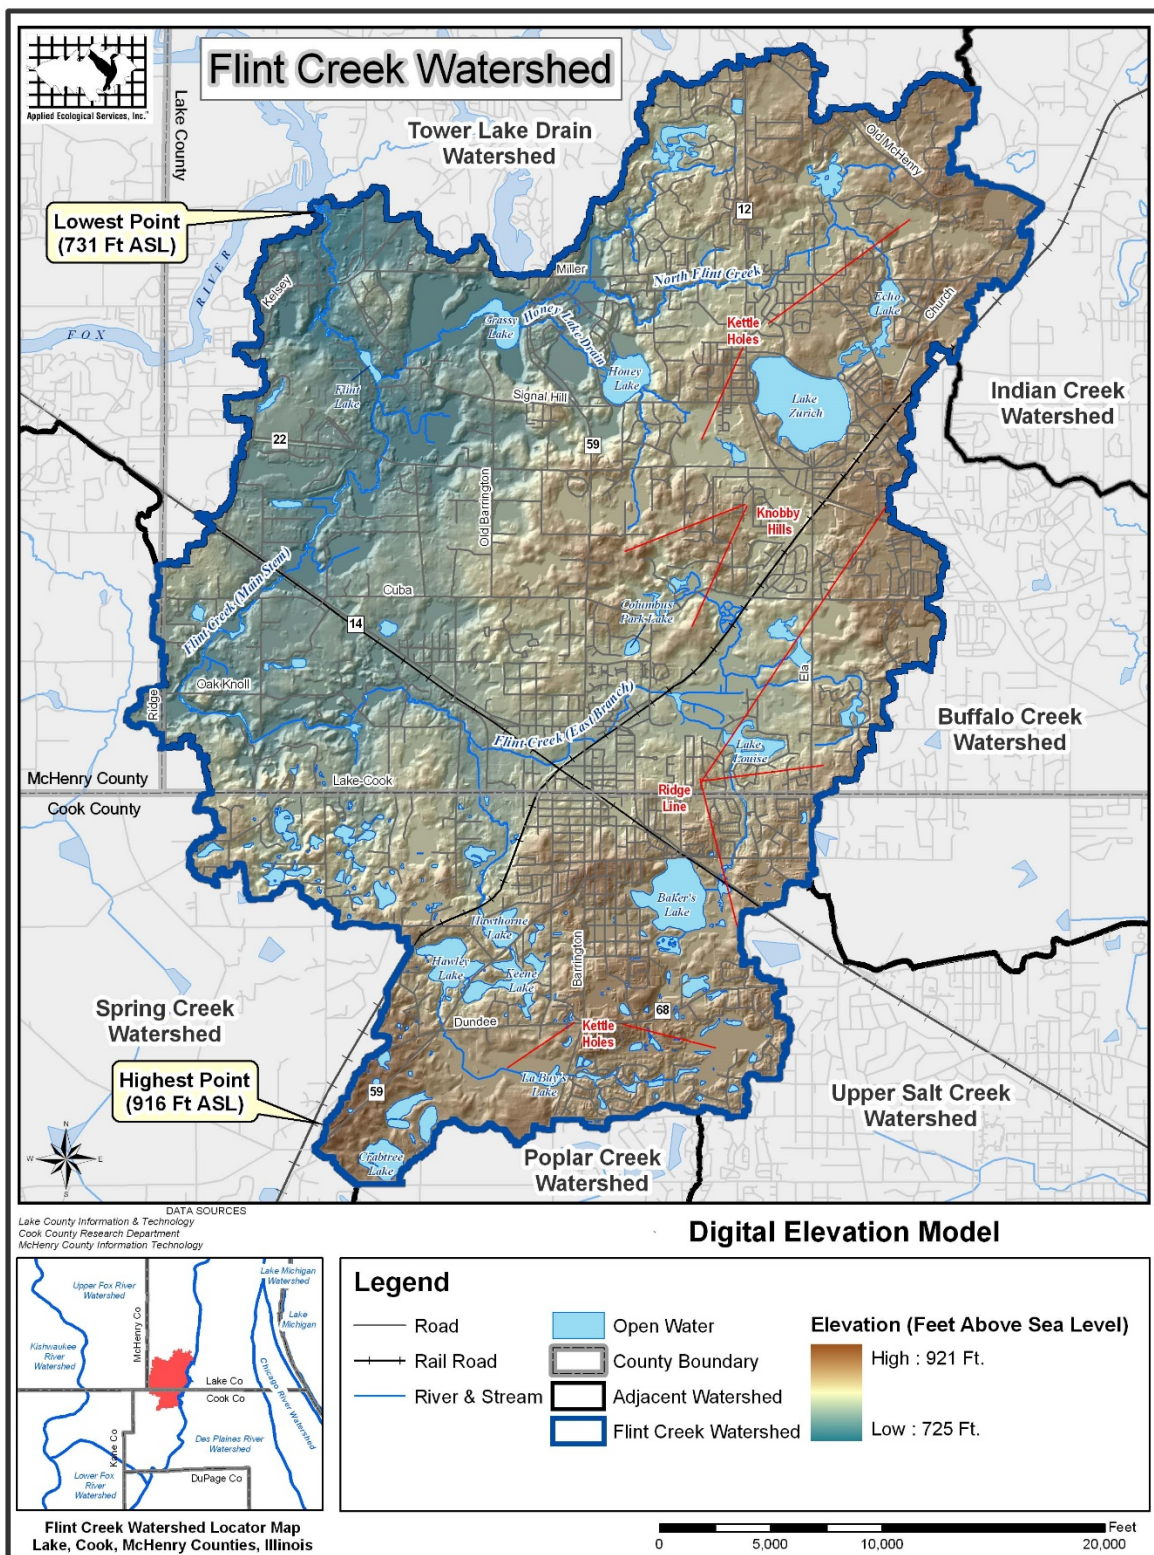 Flint Creek Watershed
Applied Ecological Services, Inc.™
Lake County
Tower Lake Drain
Watershed
Old McHenry
Lowest Point
(731 Ft ASL)
12
Miller
North Flint Creek
Kelsey
RIVER
FOX
Grassy
Lake
Honey Lake Drain
Echo
Lake
Church
Kettle
Holes
Flint
Lake
Honey
Lake
Signal Hill
Lake
Zurich
Indian Creek
Watershed
22
59
Old Barrington
Knobby
Hills
Flint Creek (Main Stem)
Cuba
Columbus
Park Lake
14
Ela
Oak Knoll
Ridge
Flint Creek (East Branch)
Lake
Louise
Buffalo Creek
Watershed
McHenry County
Cook County
Lake-Cook
Ridge
Line
Baker's
Lake
Hawthorne
Lake
Barrington
Hawley
Lake
Keene
Lake
Spring Creek
Watershed
Dundee
68
Kettle
Holes
La Buy's
Lake
Highest Point
(916 Ft ASL)
59
Upper Salt Creek
Watershed
Crabtree
Lake
Poplar Creek
Watershed
N
W
E
S
DATA SOURCES
Lake County Information & Technology
Cook County Research Department
McHenry County Information Technology
Digital Elevation Model
Upper Fox River
Watershed
Lake Michigan
Watershed
McHenry Co
Lake
Michigan
Kishwaukee
River
Watershed
Chicago River Watershed
Lake Co
Cook Co
Kane Co
Des Plaines River
Watershed
Lower Fox
River
Watershed
DuPage Co
Flint Creek Watershed Locator Map
Lake, Cook, McHenry Counties, Illinois
Legend
Road
Rail Road
River & Stream
Open Water
County Boundary
Adjacent Watershed
Flint Creek Watershed
Elevation (Feet Above Sea Level)
High : 921 Ft.
Low : 725 Ft.
Feet
0
5,000
10,000
20,000